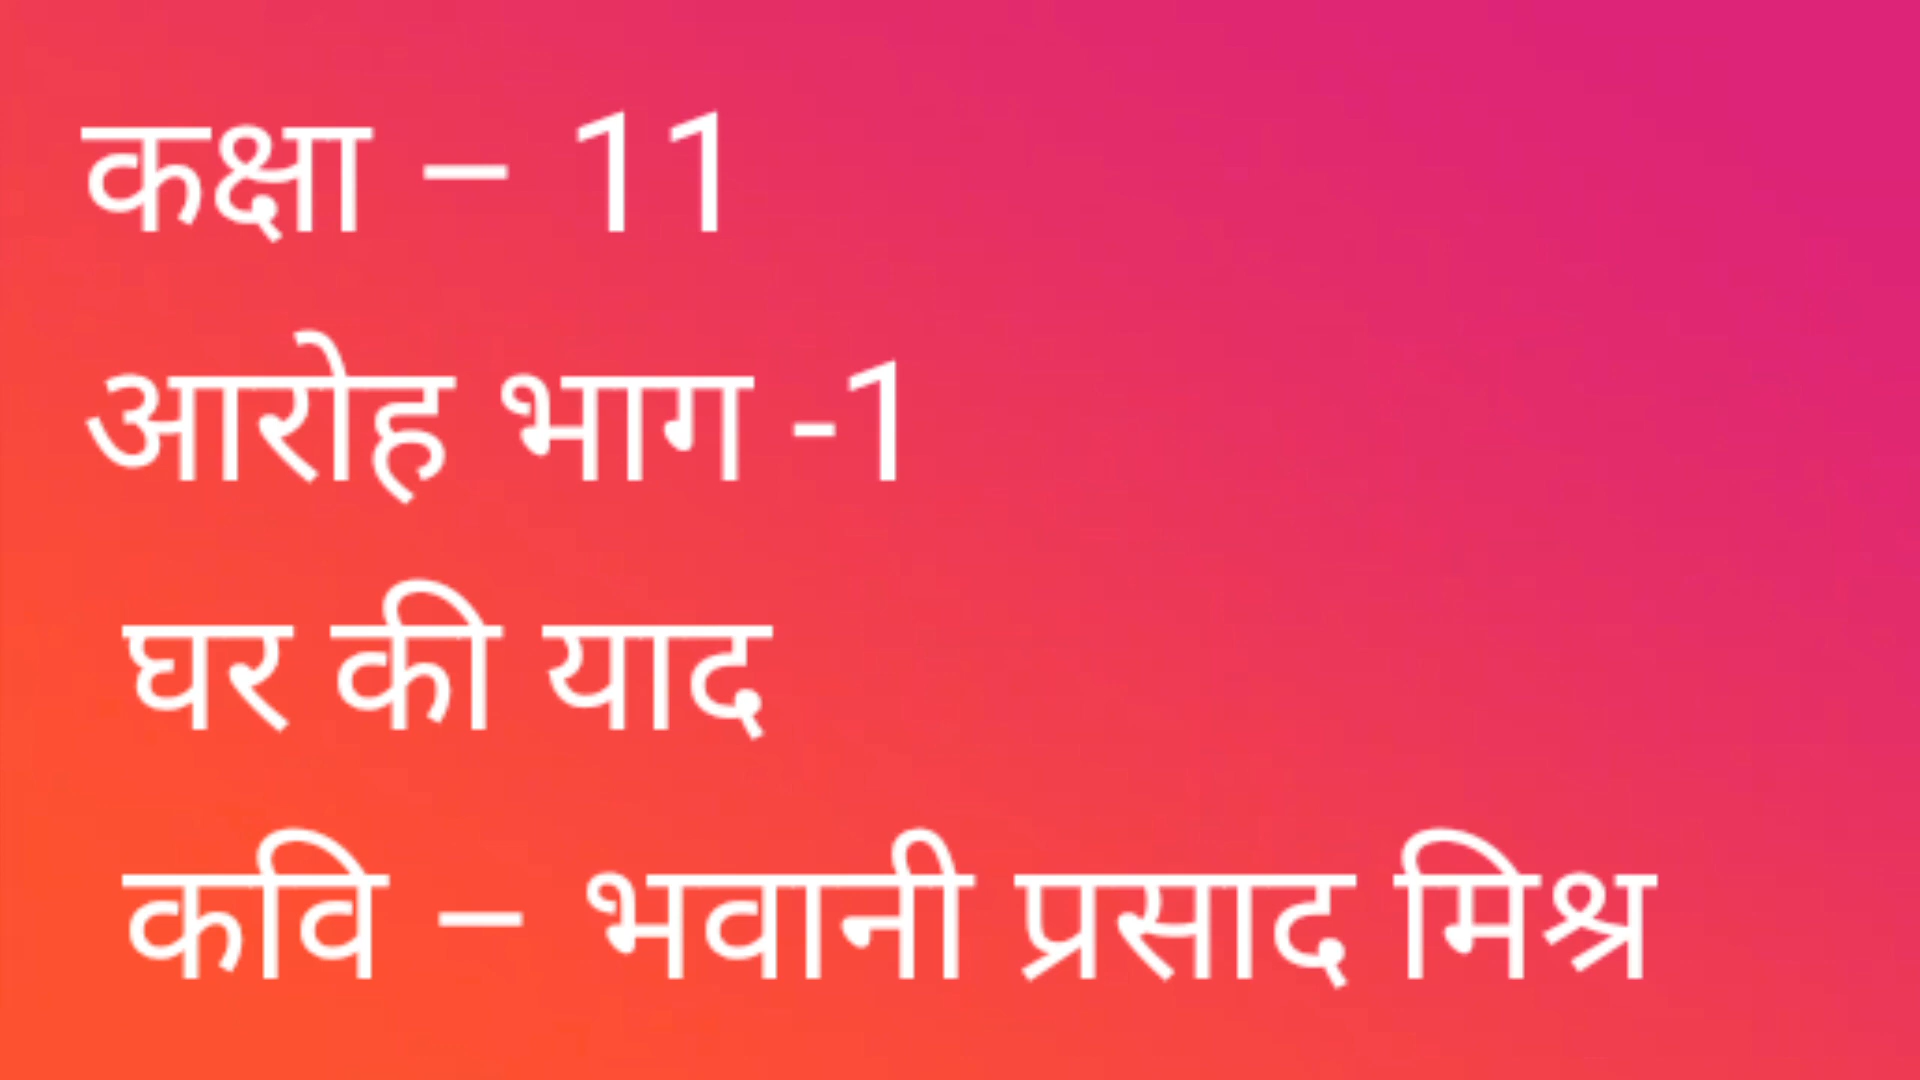 कक्षा – 11
आरोह भाग -1
घर की याद
कवि – भवानी प्रसाद मिश्र